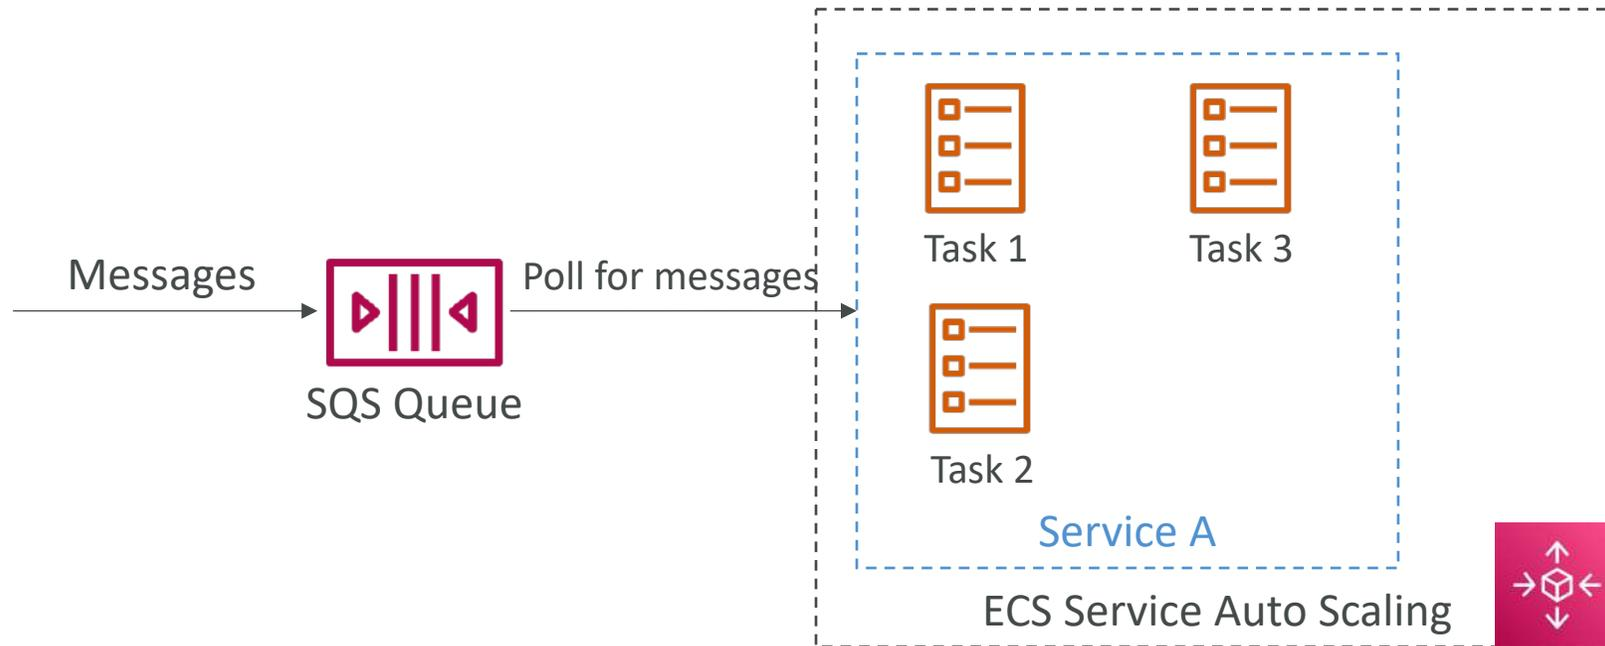 Messages
SQS Queue
Poll for messages
Task 1
Task 3
Task 2
Service A
ECS Service Auto Scaling